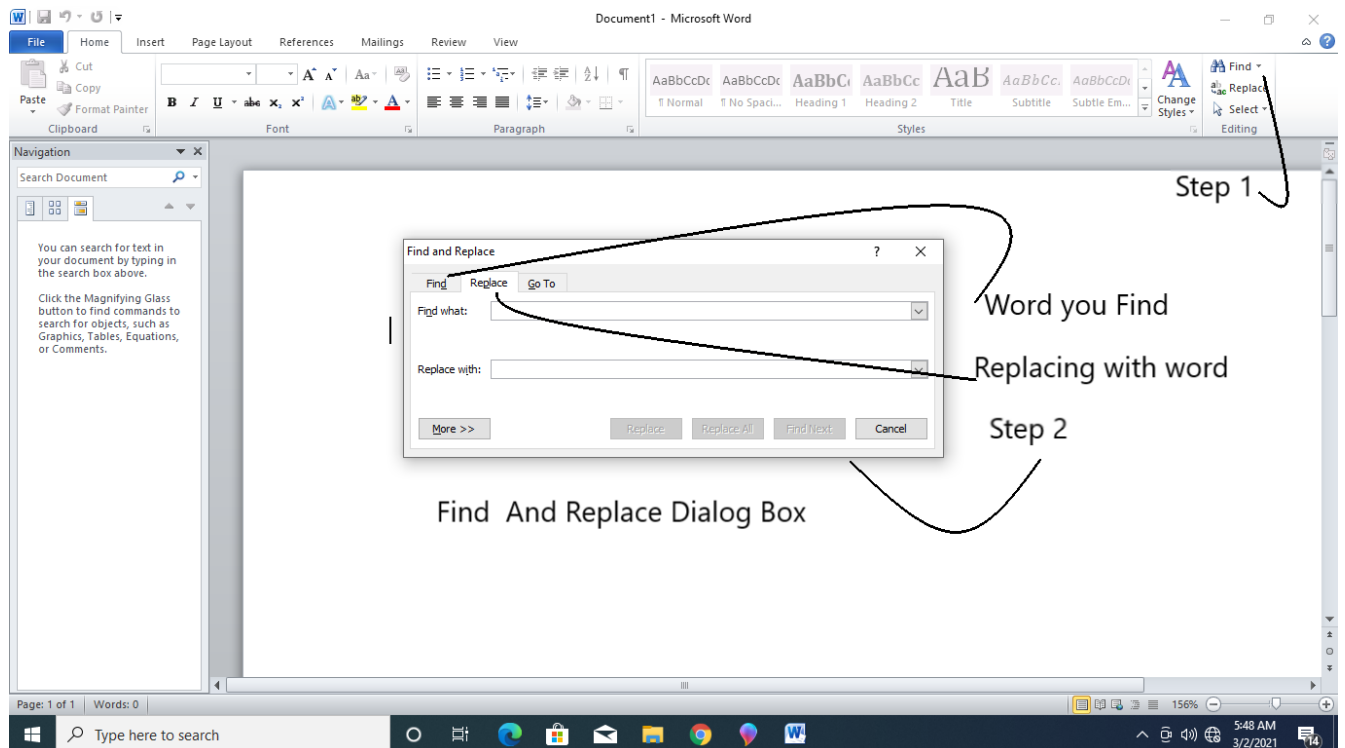 Document1 - Microsoft Word
File Home Insert Page Layout References Mailings Review View
Paste
Cut
Copy
Format Painter
Clipboard
B I U abc x₂ x² A ab A
A A Aa
Font
Paragraph
AaBbCcDc AaBbCcDc AaBbC AaBbCc AaB AaBbCc. AaBbCcDc
¶ Normal ¶ No Spaci... Heading 1 Heading 2 Title Subtitle Subtle Em...
Change
Styles
Styles
Find
Replace
Select
Editing
Navigation
Search Document
You can search for text in
your document by typing in
the search box above.
Click the Magnifying Glass
button to find commands to
search for objects, such as
Graphics, Tables, Equations,
or Comments.
Step 1
Find and Replace ?
Find Replace Go To
Find what:
Replace with:
More >> Replace Replace All Find Next Cancel
Word you Find
Replacing with word
Step 2
Find And Replace Dialog Box
Page: 1 of 1 Words: 0
156%
Type here to search
5:48 AM
3/2/2021
14